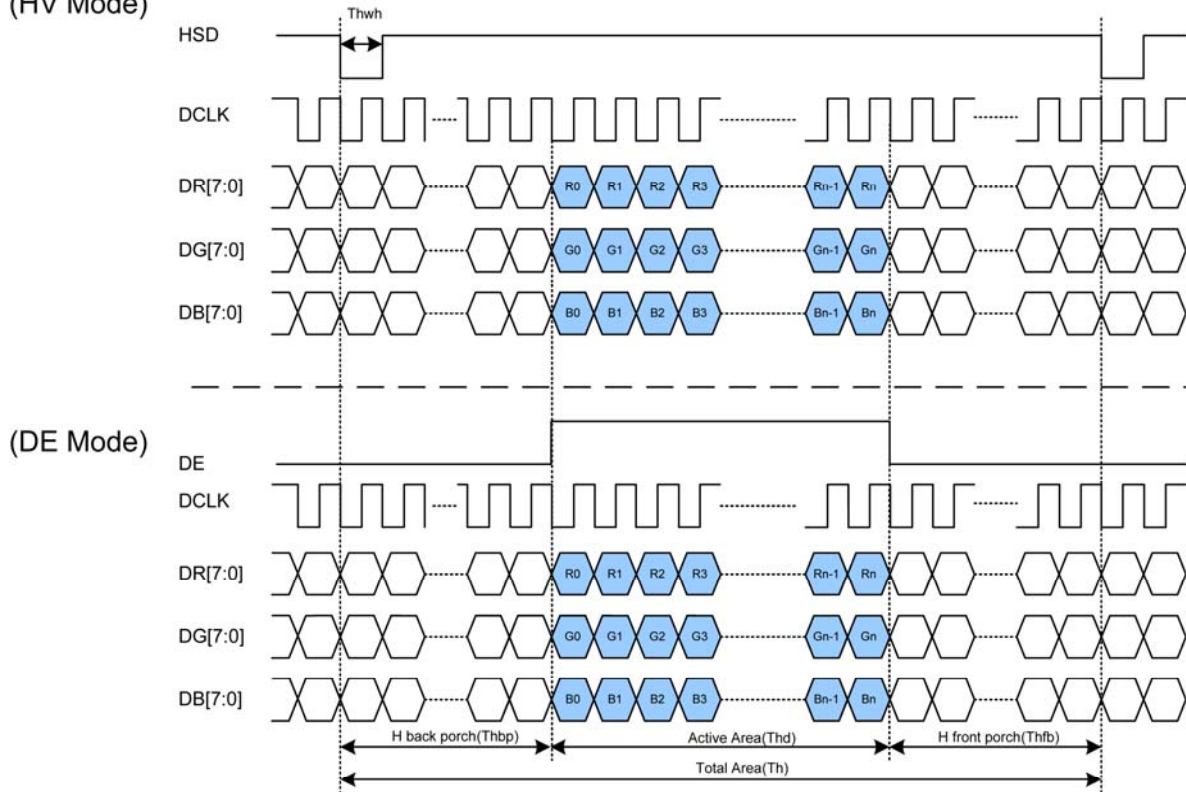 (HV Mode)
Thwh
HSD
DCLK
DR[7:0] R0 R1 R2 R3 Rn-1 Rn
DG[7:0] G0 G1 G2 G3 Gn-1 Gn
DB[7:0] B0 B1 B2 B3 Bn-1 Bn
(DE Mode)
DE
DCLK
DR[7:0] R0 R1 R2 R3 Rn-1 Rn
DG[7:0] G0 G1 G2 G3 Gn-1 Gn
DB[7:0] B0 B1 B2 B3 Bn-1 Bn
H back porch(Thbp) Active Area(Thd) H front porch(Thfb)
Total Area(Th)